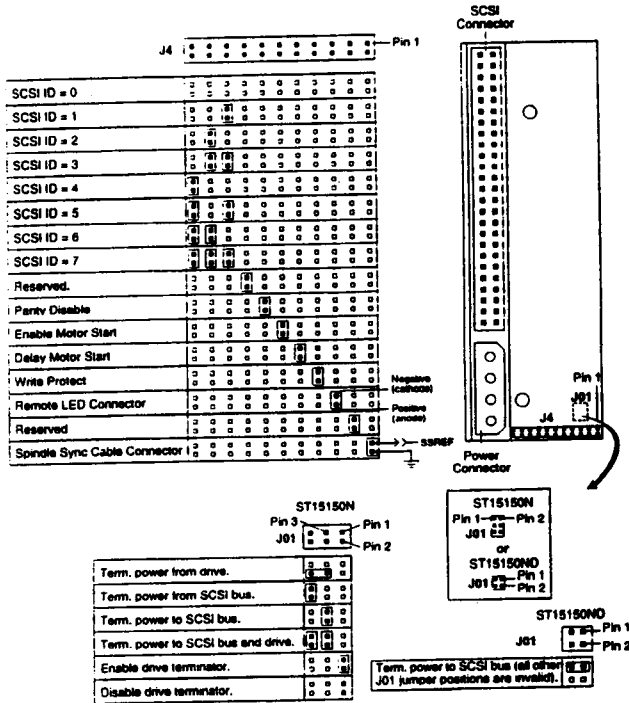 SCSI
Connector
J4
Pin 1
SCSI ID = 0
SCSI ID = 1
SCSI ID = 2
SCSI ID = 3
SCSI ID = 4
SCSI ID = 5
SCSI ID = 6
SCSI ID = 7
Reserved.
Parity Disable
Enable Motor Start
Delay Motor Start
Write Protect
Remote LED Connector
Reserved
Spindle Sync Cable Connector
Negative
(cathode)
Positive
(anode)
SSREF
Pin 1
J01
J4
Power
Connector
ST15150N
Pin 3
Pin 1
J01
Pin 2
Term. power from drive.
Term. power from SCSI bus.
Term. power to SCSI bus.
Term. power to SCSI bus and drive.
Enable drive terminator.
Disable drive terminator.
ST15150N
Pin 1 Pin 2
J01
or
ST15150ND
Pin 1
J01
Pin 2
ST15150ND
Pin 1
J01
Pin 2
Term. power to SCSI bus (all other
J01 jumper positions are invalid).